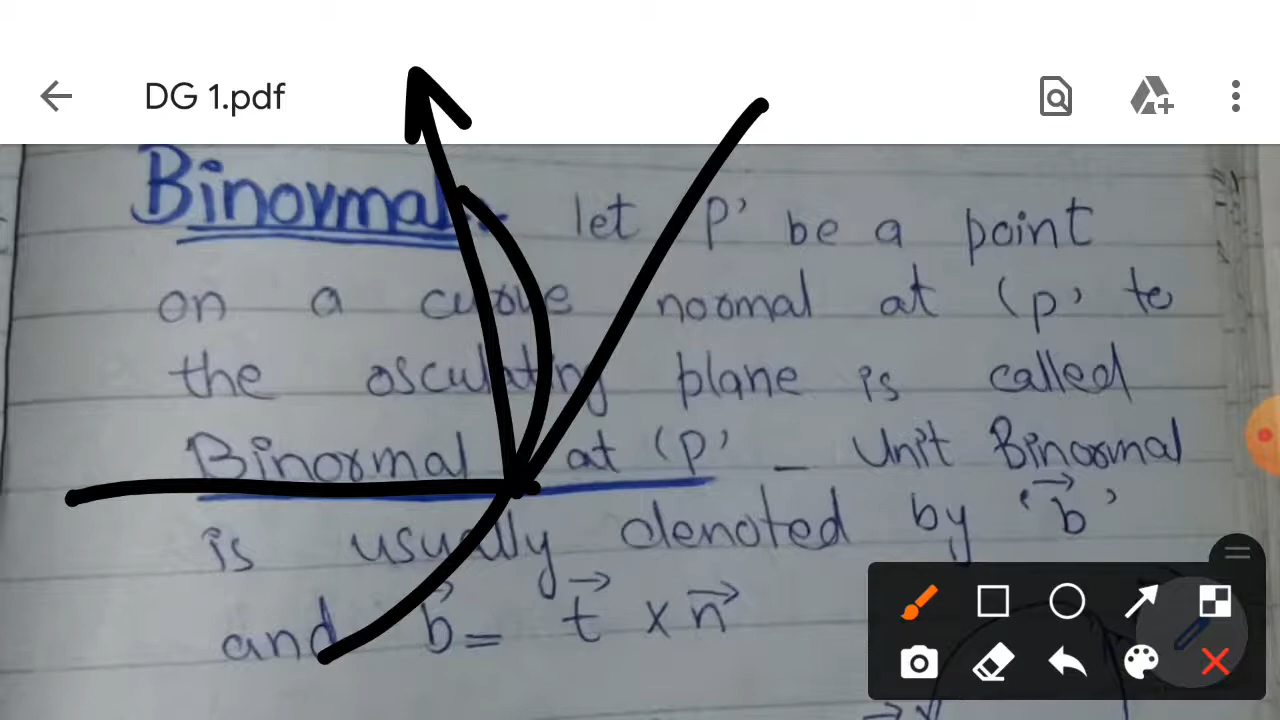 DG 1.pdf
Binormal:- let P' be a point
on a curve normal at (P' to
the osculating plane is called
Binormal at (P' _ Unit Binormal
is usually denoted by 'b→'
and b→ = t→ × n→